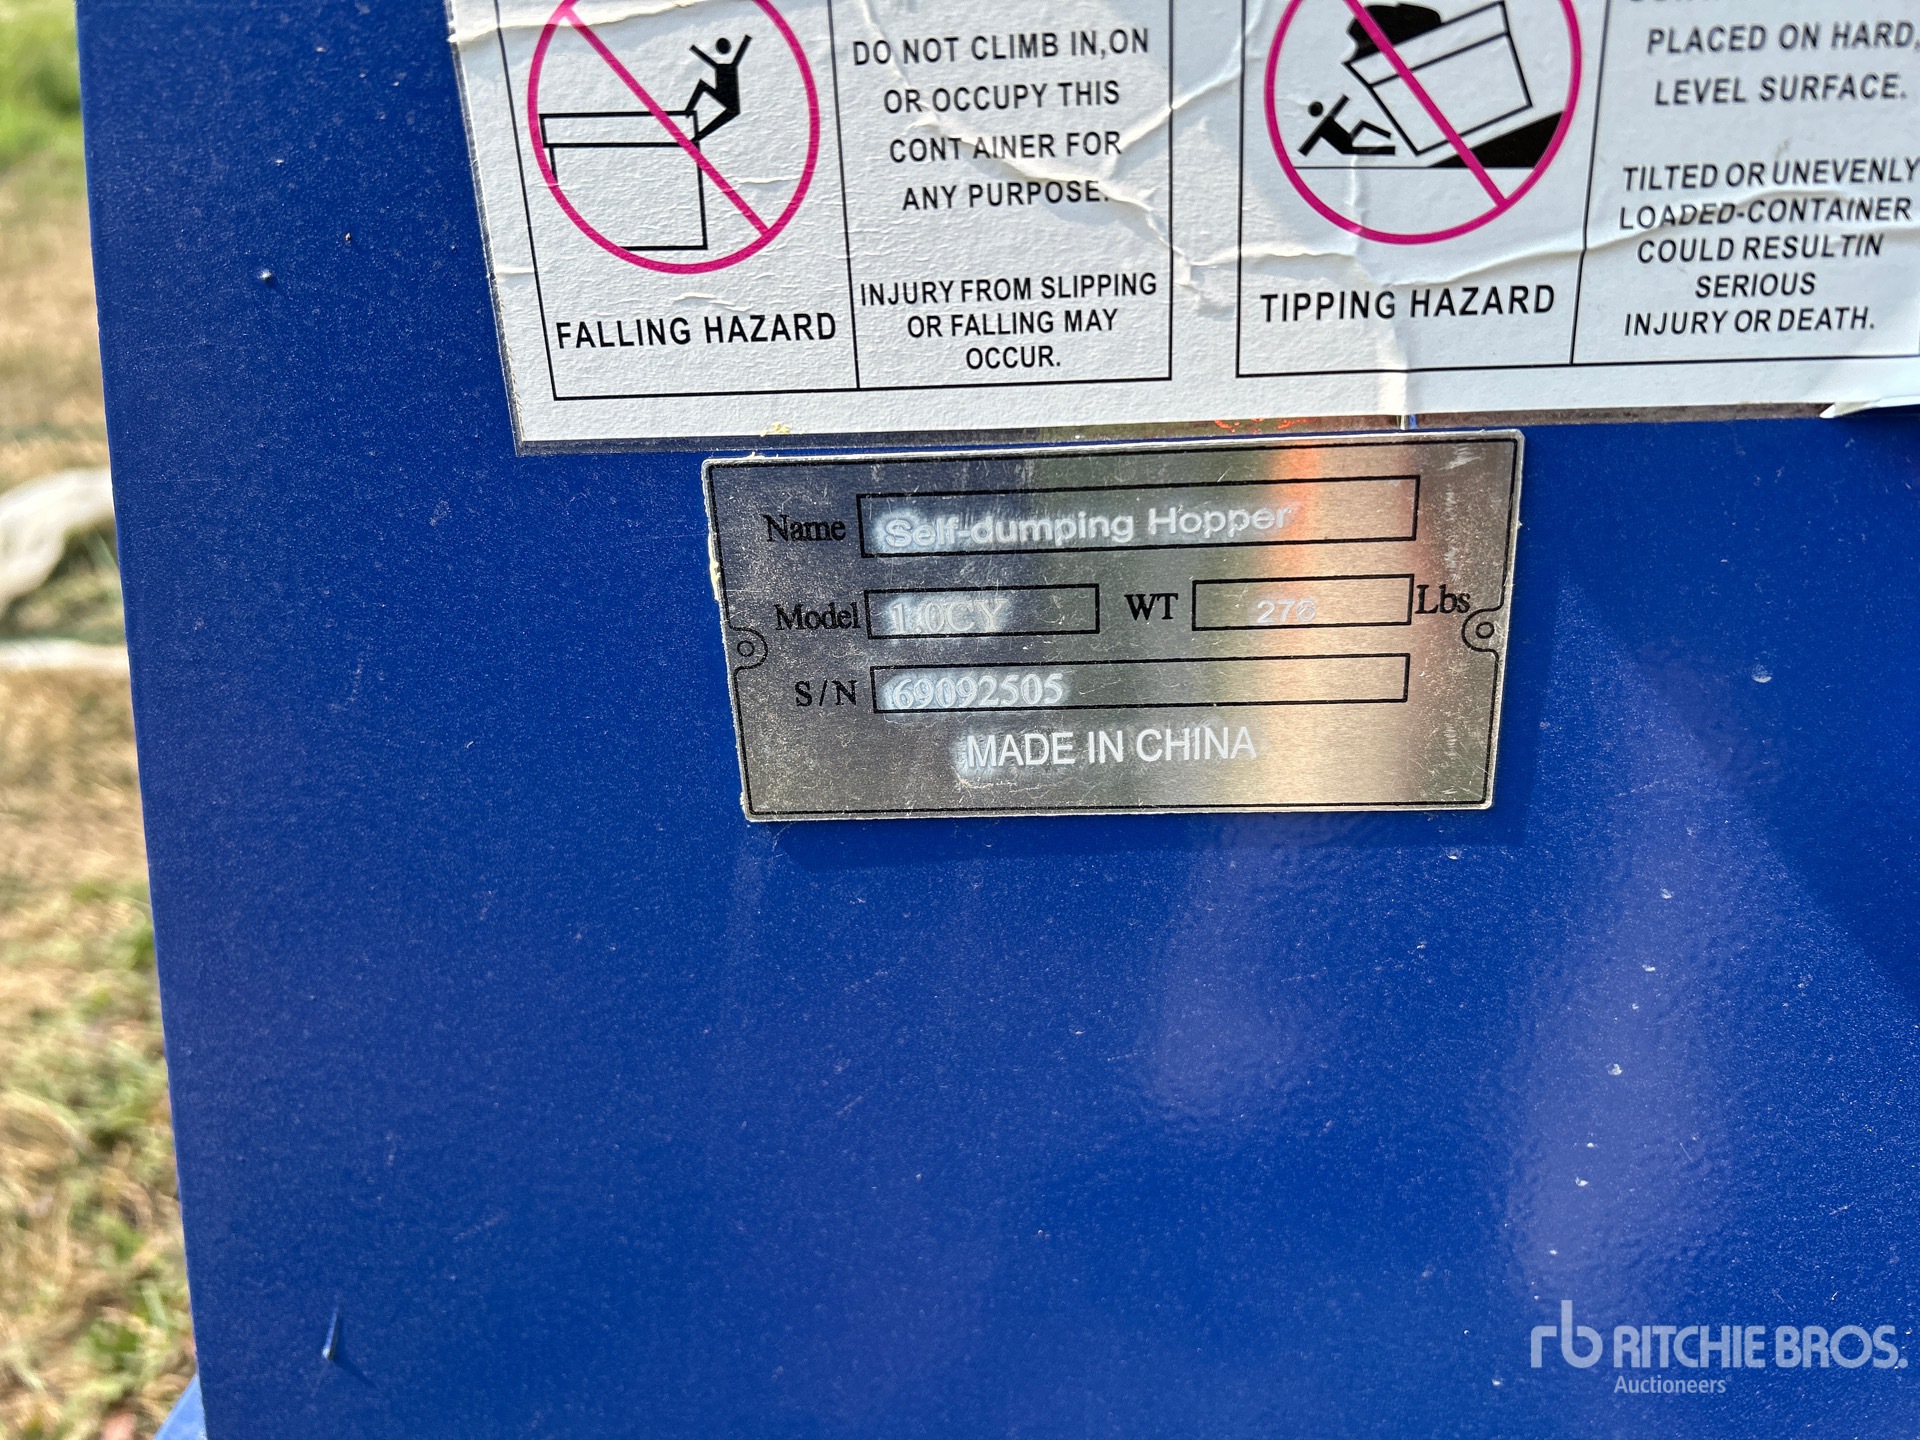 DO NOT CLIMB IN,ON
OR OCCUPY THIS
CONT AINER FOR
ANY PURPOSE.
INJURY FROM SLIPPING
OR FALLING MAY
OCCUR.
FALLING HAZARD
PLACED ON HARD,
LEVEL SURFACE.
TILTED OR UNEVENLY
LOADED-CONTAINER
COULD RESULTIN
SERIOUS
INJURY OR DEATH.
TIPPING HAZARD
Name Self-dumping Hopper
Model 1.0CY WT 276 Lbs
S/N 69092505
MADE IN CHINA
rb RITCHIE BROS.
Auctioneers